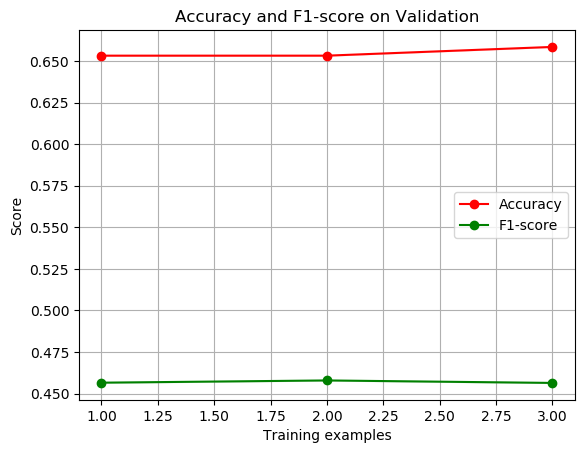 Accuracy and F1-score on Validation
0.650
0.625
0.600
0.575
0.550
0.525
0.500
0.475
0.450
Score
Accuracy
F1-score
1.00 1.25 1.50 1.75 2.00 2.25 2.50 2.75 3.00
Training examples